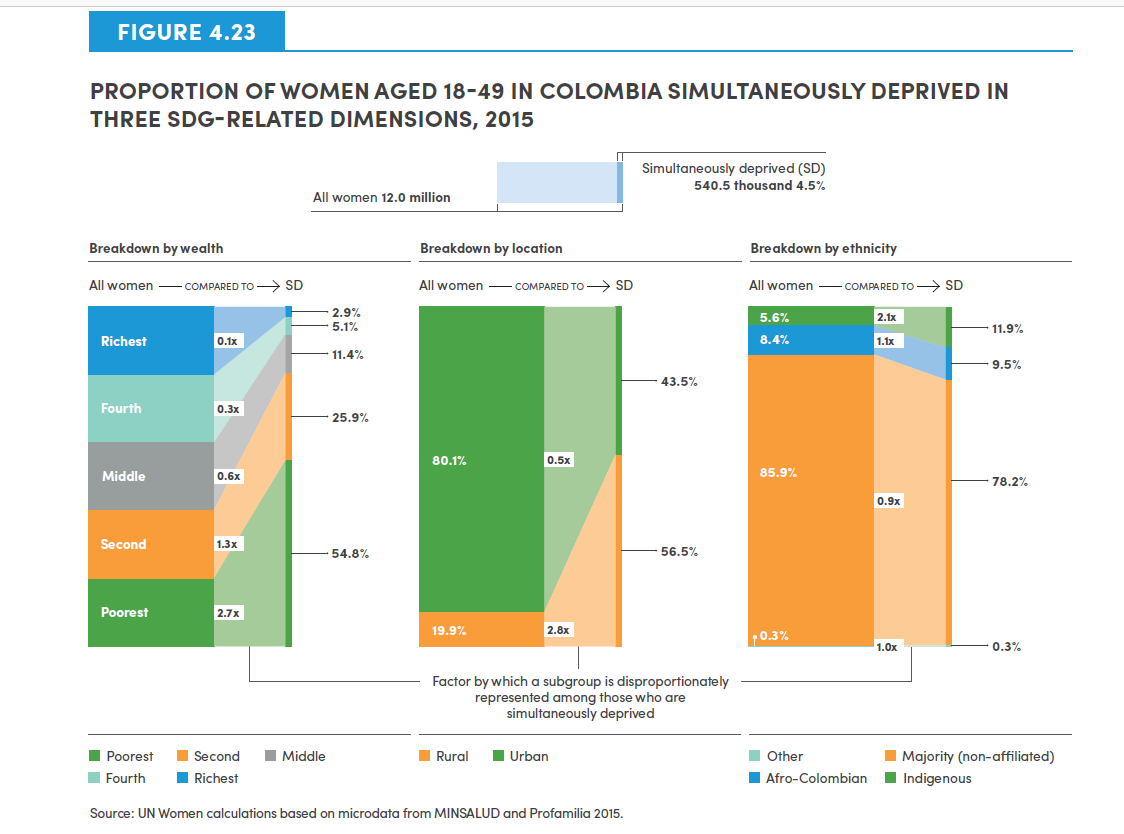 FIGURE 4.23
PROPORTION OF WOMEN AGED 18-49 IN COLOMBIA SIMULTANEOUSLY DEPRIVED IN
THREE SDG-RELATED DIMENSIONS, 2015
Simultaneously deprived (SD)
540.5 thousand 4.5%
All women 12.0 million
Breakdown by wealth
All women COMPARED TO SD
Richest
Fourth
Middle
Second
Poorest
0.1x
0.3x
0.6x
1.3x
2.7x
2.9%
5.1%
11.4%
25.9%
54.8%
Breakdown by location
All women COMPARED TO SD
80.1%
19.9%
0.5x
2.8x
43.5%
56.5%
Breakdown by ethnicity
All women COMPARED TO SD
5.6%
8.4%
85.9%
0.3%
2.1x
1.1x
0.9x
1.0x
11.9%
9.5%
78.2%
0.3%
Factor by which a subgroup is disproportionately
represented among those who are
simultaneously deprived
Poorest Second Middle
Fourth Richest
Rural Urban
Other Majority (non-affiliated)
Afro-Colombian Indigenous
Source: UN Women calculations based on microdata from MINSALUD and Profamilia 2015.